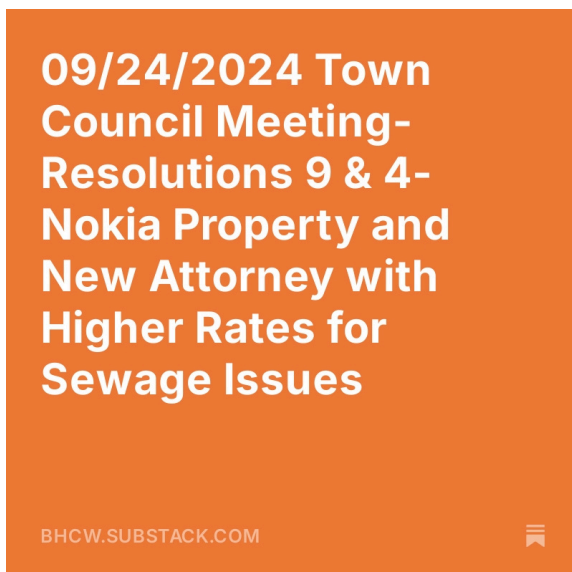 09/24/2024 Town
Council Meeting-
Resolutions 9 & 4-
Nokia Property and
New Attorney with
Higher Rates for
Sewage Issues
BHCW.SUBSTACK.COM